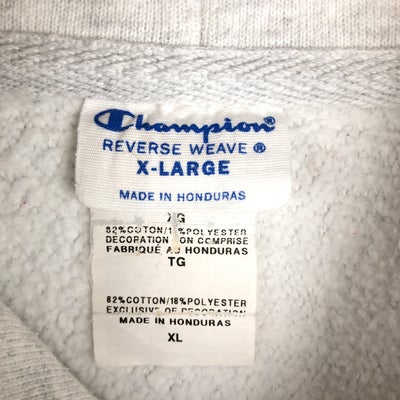 Champion
REVERSE WEAVE ®
X-LARGE
MADE IN HONDURAS
XG
82%COTTON/18%POLYESTER
DECORATION NON COMPRISE
FABRIQUÉ AU HONDURAS
TG
82%COTTON/18%POLYESTER
EXCLUSIVE OF DECORATION
MADE IN HONDURAS
XL